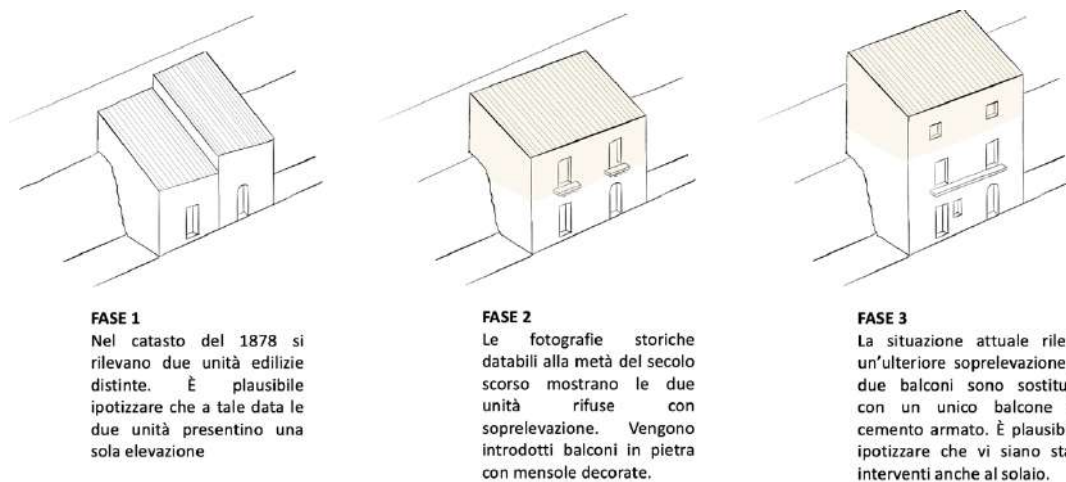 FASE 1
Nel catasto del 1878 si
rilevano due unità edilizie
distinte. È plausibile
ipotizzare che a tale data le
due unità presentino una
sola elevazione
FASE 2
Le fotografie storiche
databili alla metà del secolo
scorso mostrano le due
unità rifuse con
soprelevazione. Vengono
introdotti balconi in pietra
con mensole decorate.
FASE 3
La situazione attuale
un'ulteriore soprelevazione
due balconi sono
con un unico balcone
cemento armato. È
ipotizzare che vi siano
interventi anche al solaio.